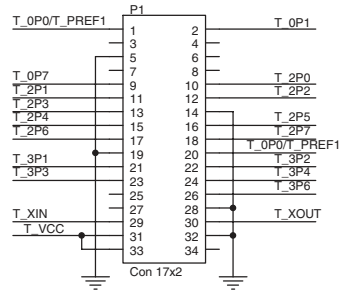 P1
T_0P0/T_PREF1 1 2 T_0P1
3 4
5 6
7 8
T_0P7 9 10 T_2P0
T_2P1 11 12 T_2P2
T_2P3 13 14
T_2P4 15 16 T_2P5
T_2P6 17 18 T_2P7
19 20 T_0P0/T_PREF1
T_3P1 21 22 T_3P2
T_3P3 23 24 T_3P4
25 26 T_3P6
27 28
T_XIN 29 30 T_XOUT
T_VCC 31 32
33 34
Con 17x2